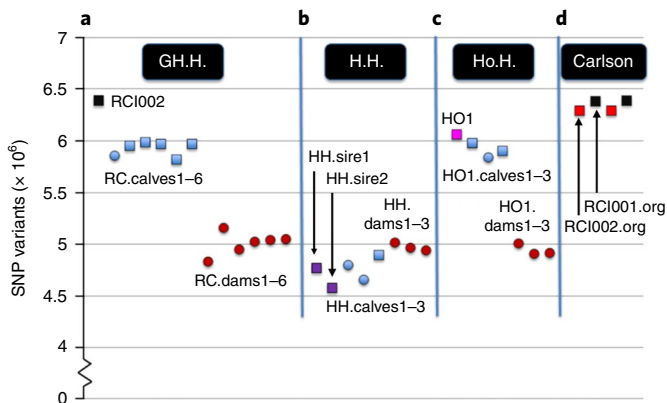 a
b
c
d
GH.H.
H.H.
Ho.H.
Carlson
SNP variants (× 10⁶)
7
6.5
6
5.5
5
4.5
4
0
RCI002
RC.calves1–6
RC.dams1–6
HH.sire1
HH.sire2
HH.
dams1–3
HH.calves1–3
HO1
HO1.calves1–3
HO1.
dams1–3
RCI001.org
RCI002.org